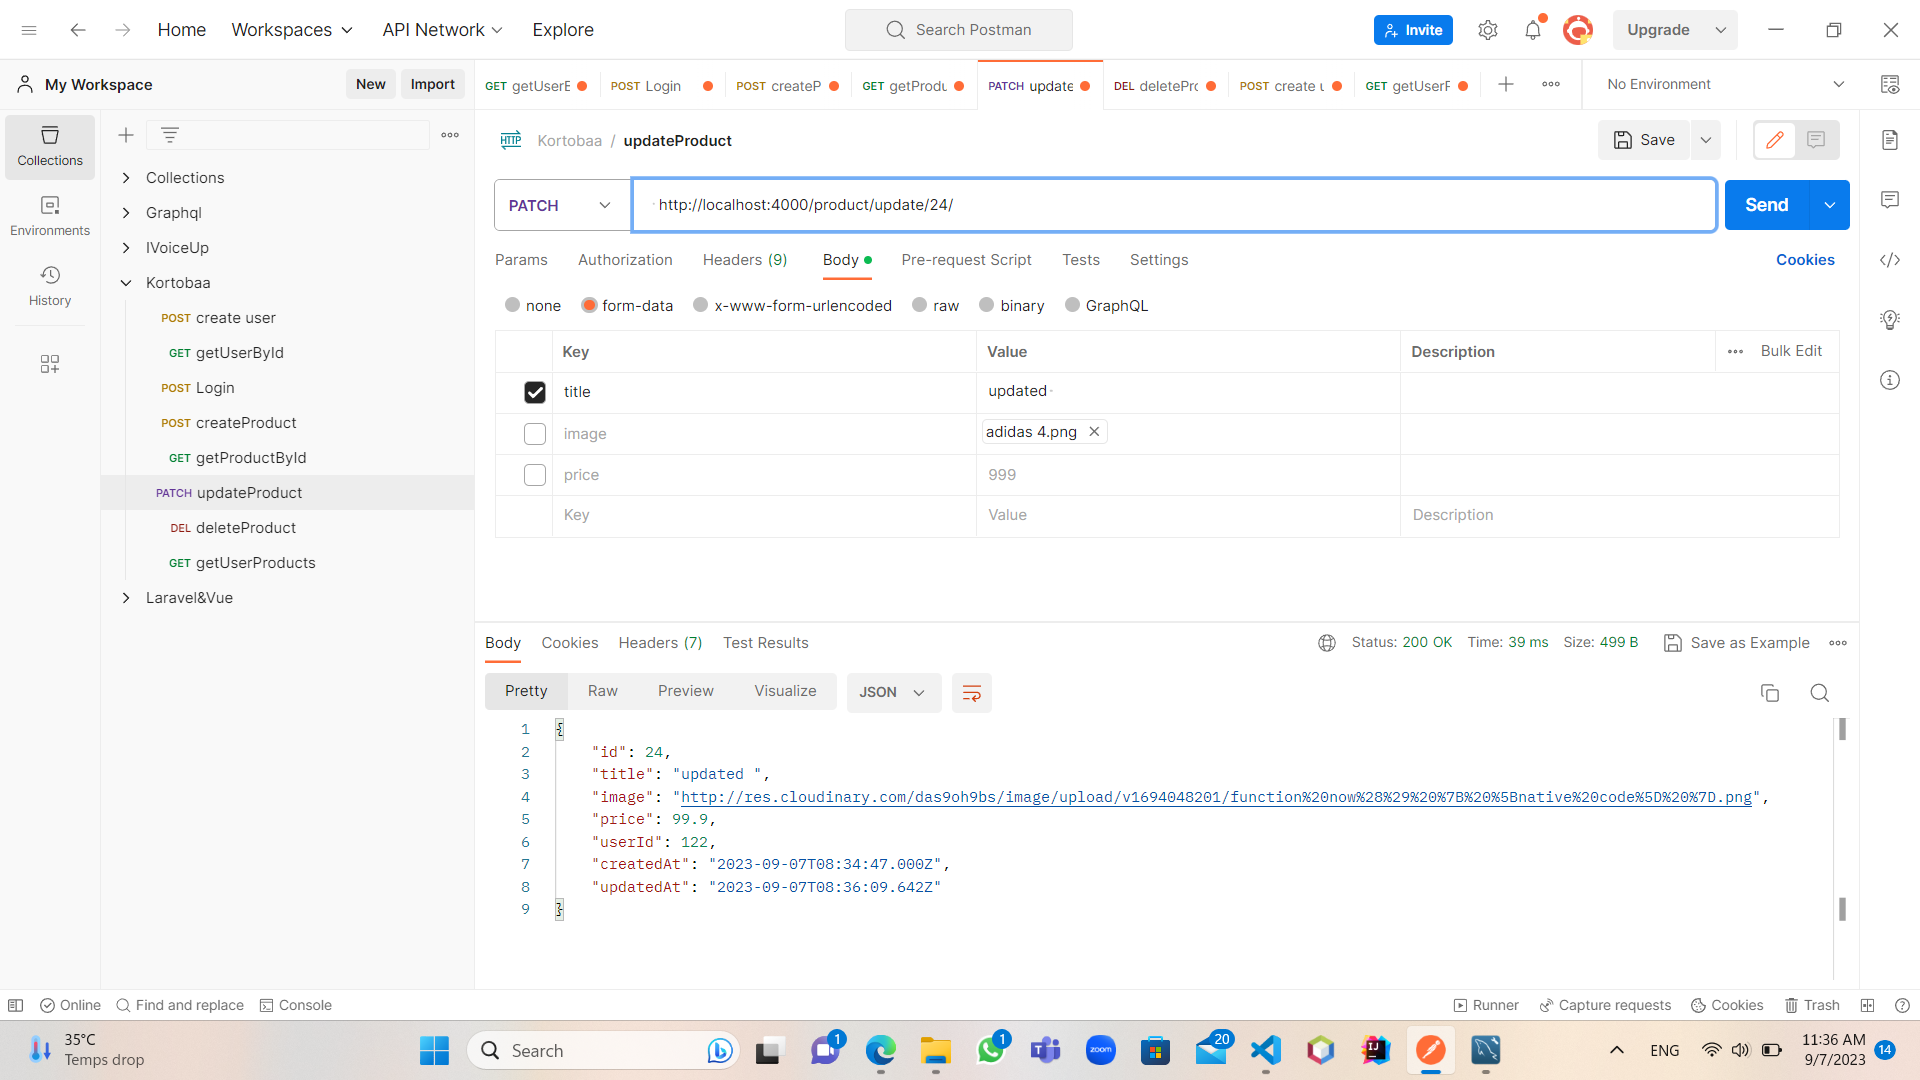 Home Workspaces API Network Explore Search Postman Invite Upgrade
My Workspace New Import
GET getUserE POST Login POST createP GET getProdu PATCH update DEL deletePro POST create u GET getUserF No Environment
Collections
Environments
History
Collections
Graphql
IVoiceUp
Kortobaa
POST create user
GET getUserById
POST Login
POST createProduct
GET getProductById
PATCH updateProduct
DEL deleteProduct
GET getUserProducts
Laravel&Vue
HTTP Kortobaa / updateProduct Save
PATCH http://localhost:4000/product/update/24/ Send
Params Authorization Headers (9) Body Pre-request Script Tests Settings Cookies
none form-data x-www-form-urlencoded raw binary GraphQL
Key Value Description Bulk Edit
title updated
image adidas 4.png
price 999
Key Value Description
Body Cookies Headers (7) Test Results Status: 200 OK Time: 39 ms Size: 499 B Save as Example
Pretty Raw Preview Visualize JSON
1 {
2 "id": 24,
3 "title": "updated ",
4 "image": "http://res.cloudinary.com/das9oh9bs/image/upload/v1694048201/function%20now%28%29%20%7B%20%5Bnative%20code%5D%20%7D.png",
5 "price": 99.9,
6 "userId": 122,
7 "createdAt": "2023-09-07T08:34:47.000Z",
8 "updatedAt": "2023-09-07T08:36:09.642Z"
9 }
Online Find and replace Console Runner Capture requests Cookies Trash
35°C
Temps drop
Search 1 1 zoom 20 IJ ENG
11:36 AM
9/7/2023 14